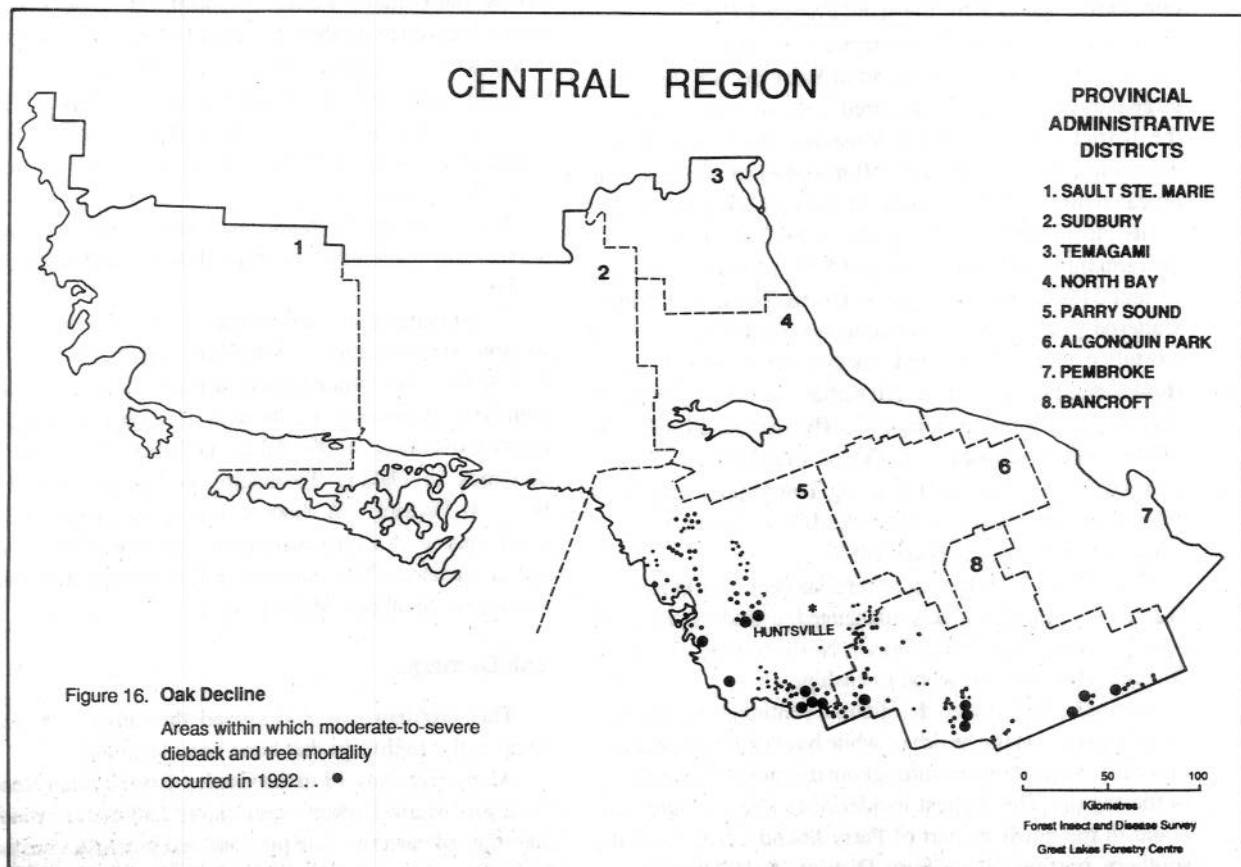 CENTRAL REGION
PROVINCIAL
ADMINISTRATIVE
DISTRICTS
1. SAULT STE. MARIE
2. SUDBURY
3. TEMAGAMI
4. NORTH BAY
5. PARRY SOUND
6. ALGONQUIN PARK
7. PEMBROKE
8. BANCROFT
3
1
2
4
6
5
7
8
HUNTSVILLE
Figure 16. Oak Decline
Areas within which moderate-to-severe
dieback and tree mortality
occurred in 1992 . . . ●
0 50 100
Kilometres
Forest Insect and Disease Survey
Great Lakes Forestry Centre